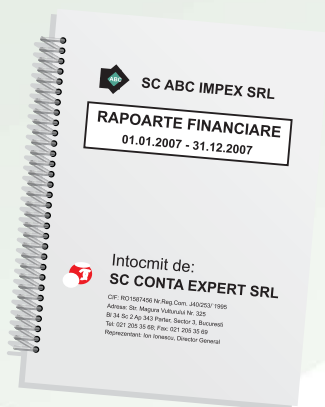 ABC
SC ABC IMPEX SRL
RAPOARTE FINANCIARE
01.01.2007 - 31.12.2007
Intocmit de:
SC CONTA EXPERT SRL
CIF: RO1587456 Nr.Reg.Com. J40/253/ 1995
Adresa: Str. Magura Vulturului Nr. 325
Bl 34 Sc 2 Ap 343 Parter, Sector 3, Bucuresti
Tel: 021 205 35 68; Fax: 021 205 35 69
Reprezentant: Ion Ionescu, Director General